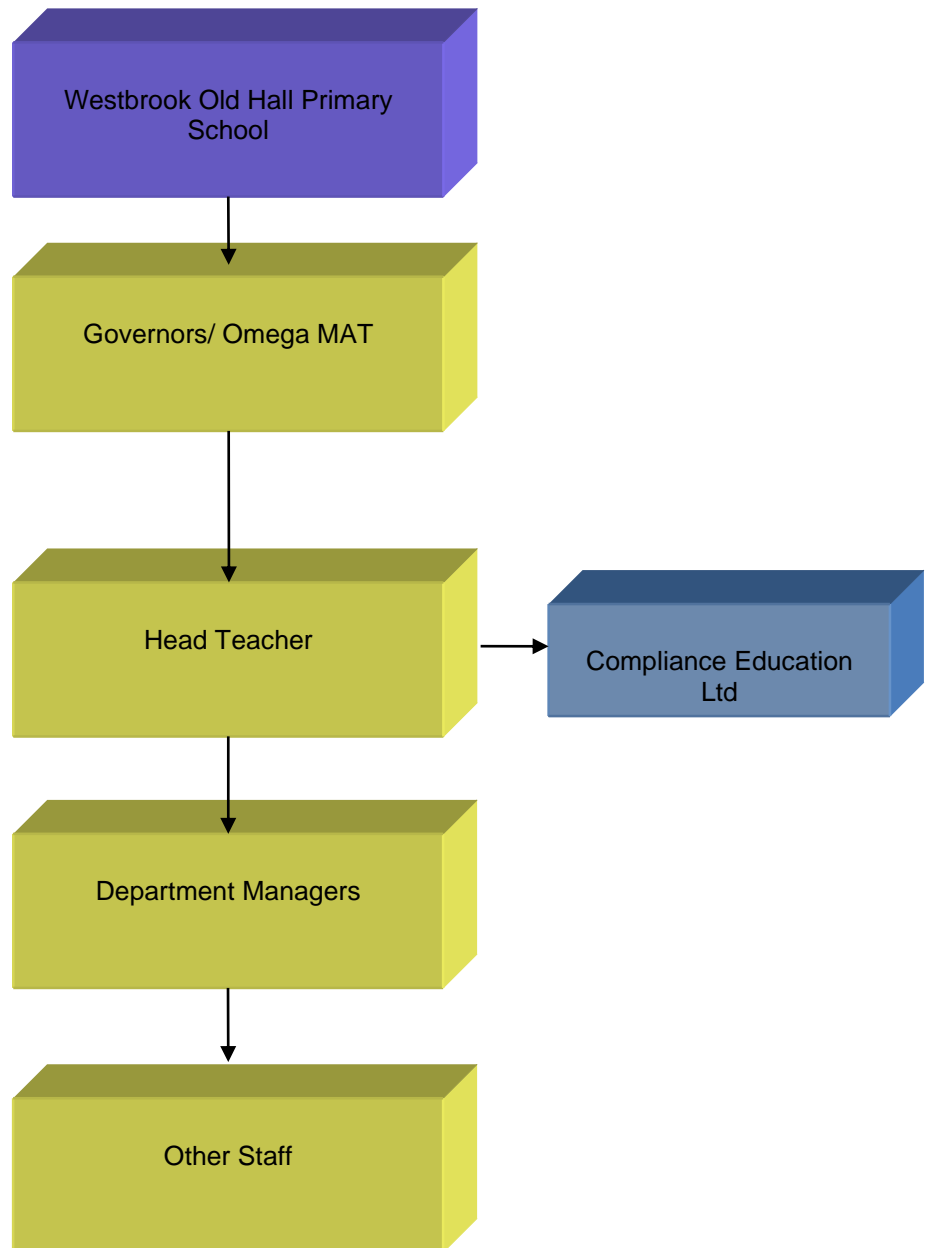 Westbrook Old Hall Primary
School
Governors/ Omega MAT
Head Teacher
Compliance Education
Ltd
Department Managers
Other Staff